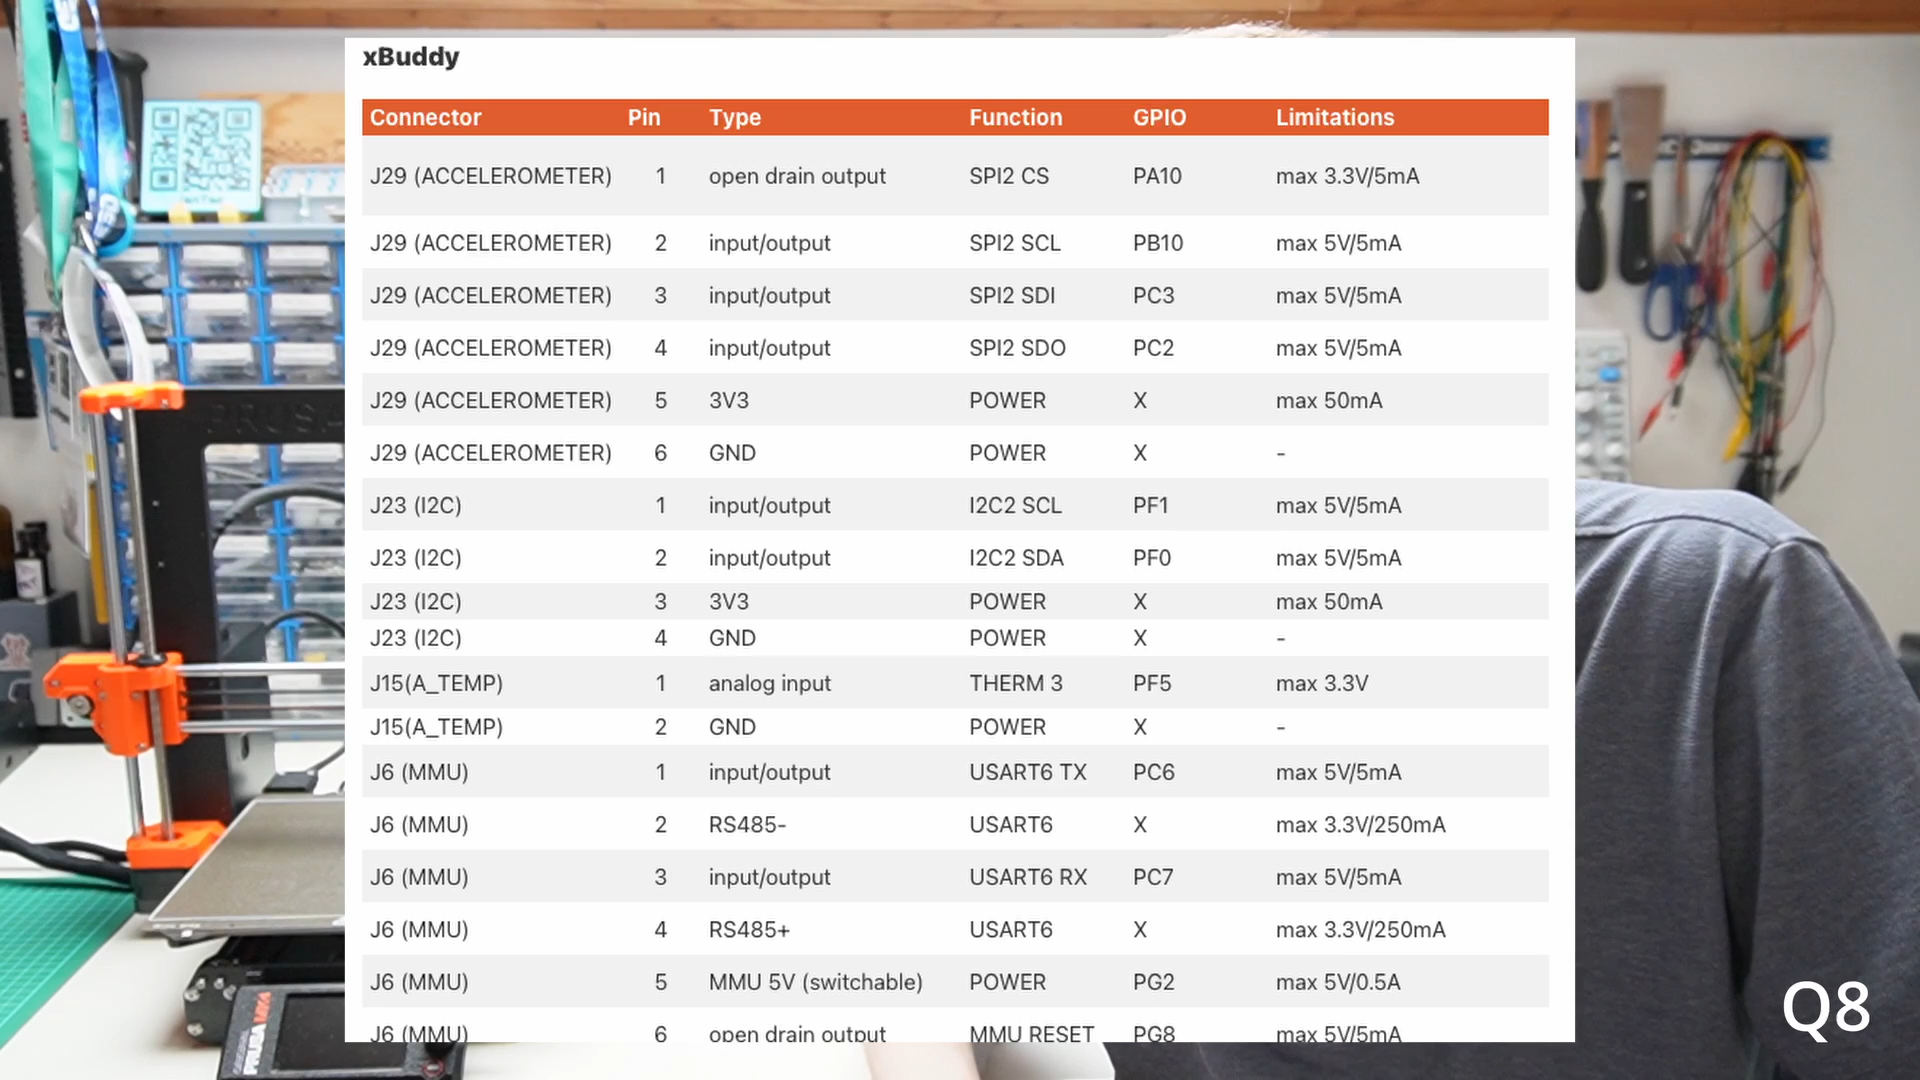 xBuddy
Connector Pin Type Function GPIO Limitations
J29 (ACCELEROMETER) 1 open drain output SPI2 CS PA10 max 3.3V/5mA
J29 (ACCELEROMETER) 2 input/output SPI2 SCL PB10 max 5V/5mA
J29 (ACCELEROMETER) 3 input/output SPI2 SDI PC3 max 5V/5mA
J29 (ACCELEROMETER) 4 input/output SPI2 SDO PC2 max 5V/5mA
J29 (ACCELEROMETER) 5 3V3 POWER X max 50mA
J29 (ACCELEROMETER) 6 GND POWER X -
J23 (I2C) 1 input/output I2C2 SCL PF1 max 5V/5mA
J23 (I2C) 2 input/output I2C2 SDA PF0 max 5V/5mA
J23 (I2C) 3 3V3 POWER X max 50mA
J23 (I2C) 4 GND POWER X -
J15(A_TEMP) 1 analog input THERM 3 PF5 max 3.3V
J15(A_TEMP) 2 GND POWER X -
J6 (MMU) 1 input/output USART6 TX PC6 max 5V/5mA
J6 (MMU) 2 RS485- USART6 X max 3.3V/250mA
J6 (MMU) 3 input/output USART6 RX PC7 max 5V/5mA
J6 (MMU) 4 RS485+ USART6 X max 3.3V/250mA
J6 (MMU) 5 MMU 5V (switchable) POWER PG2 max 5V/0.5A
J6 (MMU) 6 open drain output MMU RESET PG8 max 5V/5mA
Q8